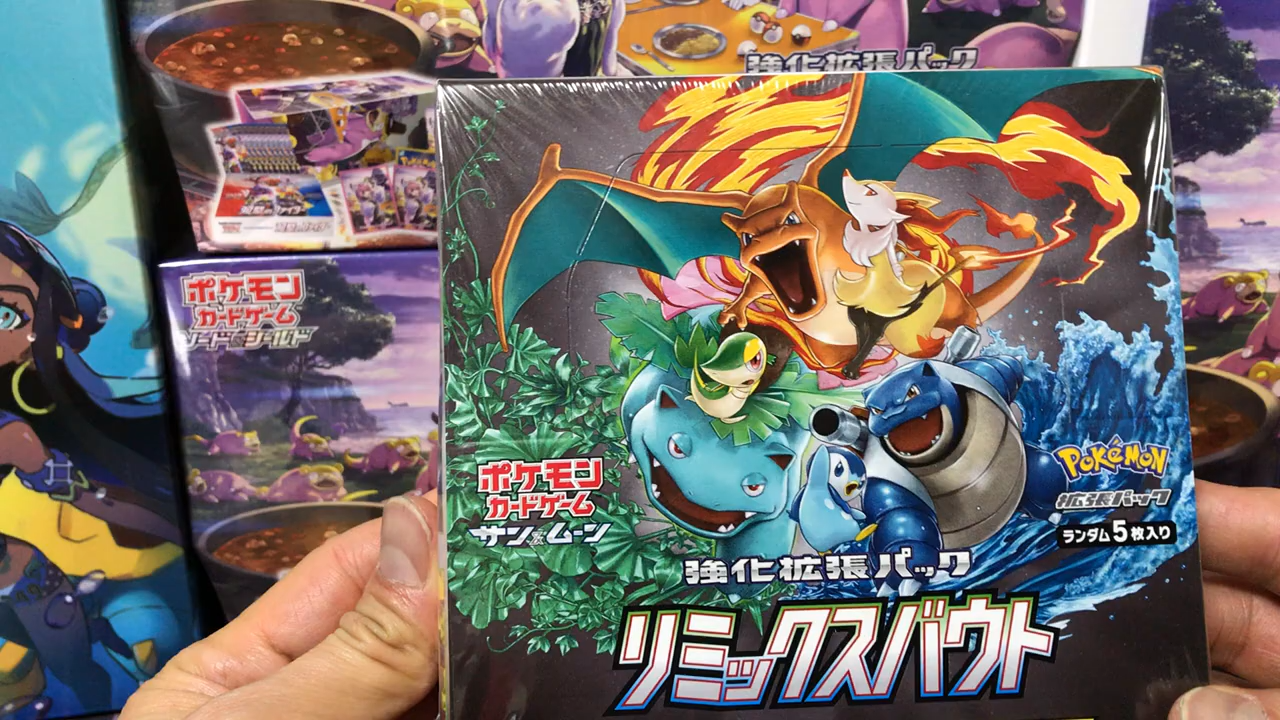 強化拡張パック
ポケモン
カードゲーム
ソード&シールド
ポケモン
カードゲーム
サン&ムーン
POKÉMON
拡張パック
ランダム5枚入り
強化拡張パック
リミックスバウト